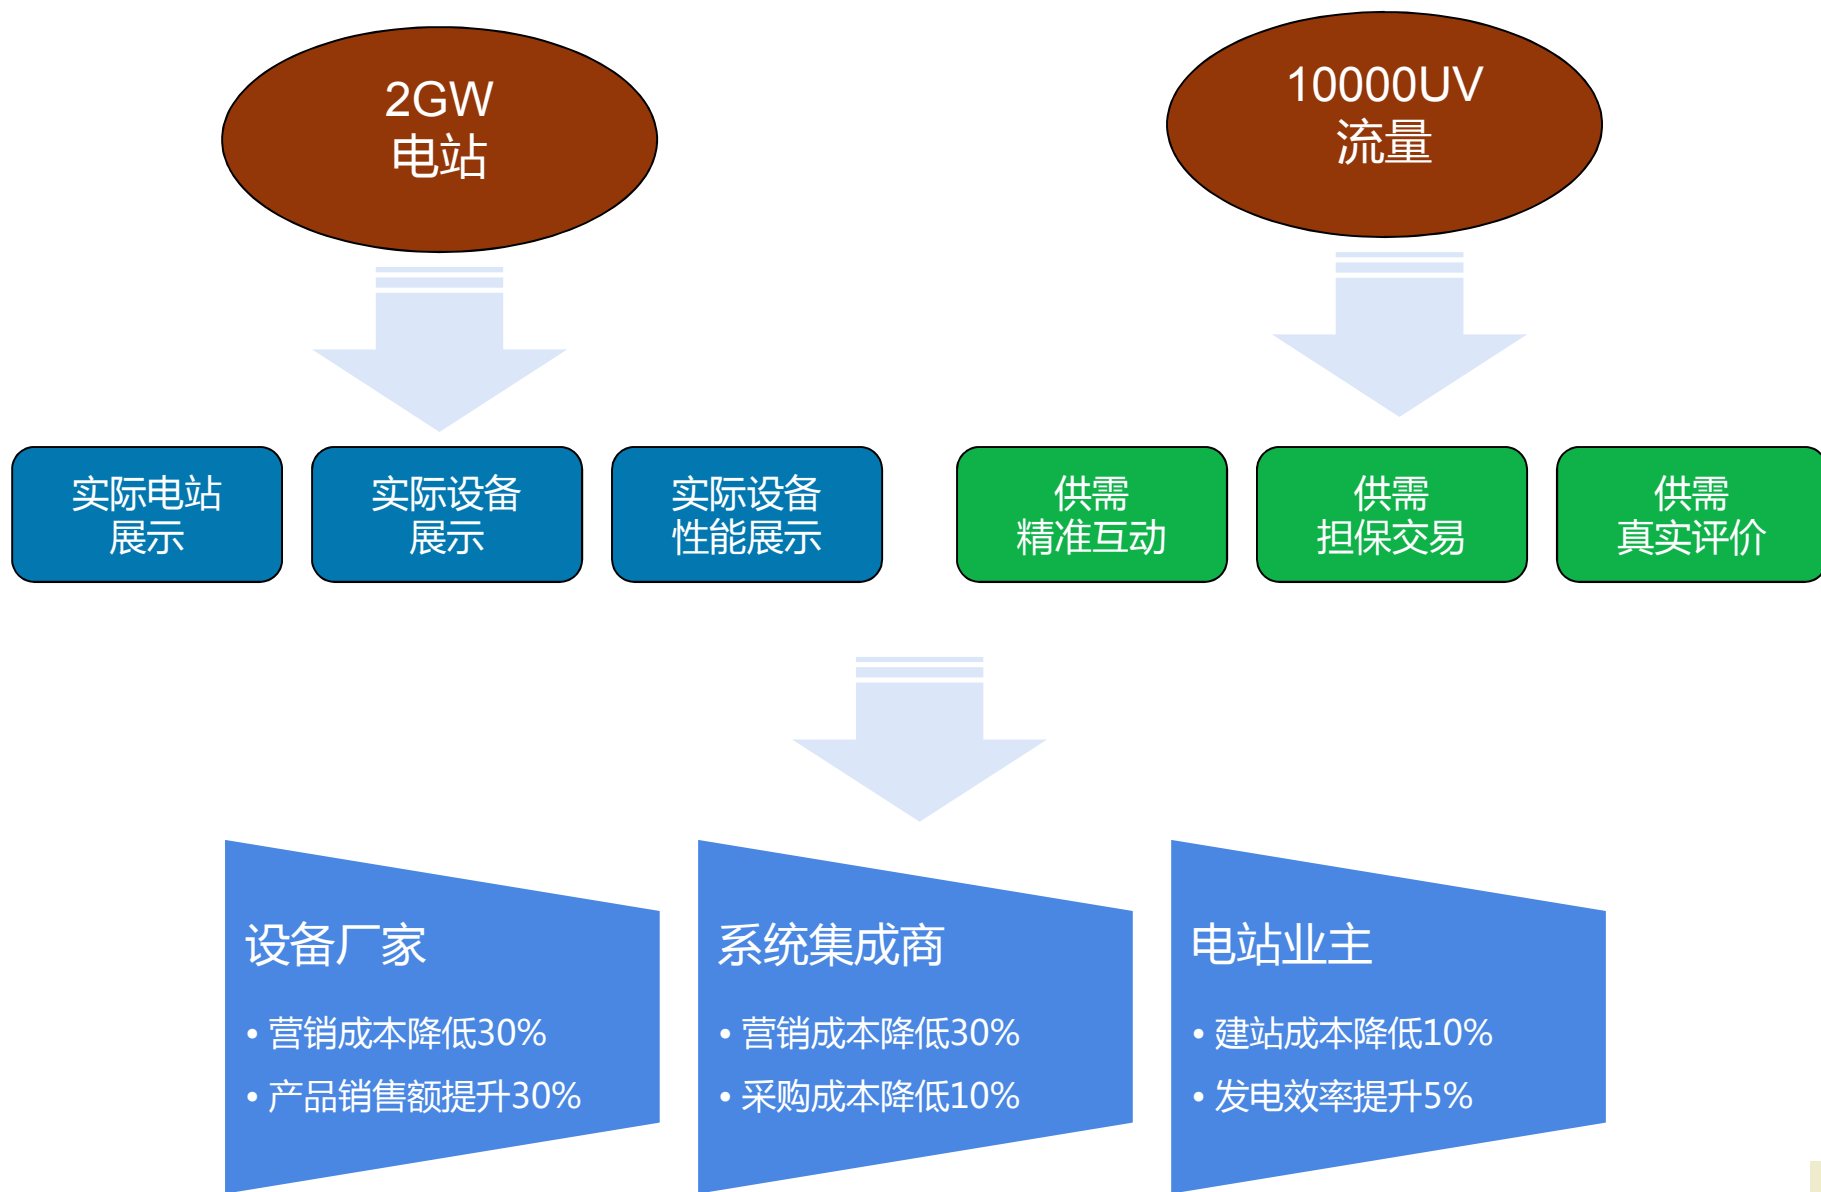 2GW
电站
10000UV
流量
实际电站
展示
实际设备
展示
实际设备
性能展示
供需
精准互动
供需
担保交易
供需
真实评价
设备厂家
• 营销成本降低30%
• 产品销售额提升30%
系统集成商
• 营销成本降低30%
• 采购成本降低10%
电站业主
• 建站成本降低10%
• 发电效率提升5%